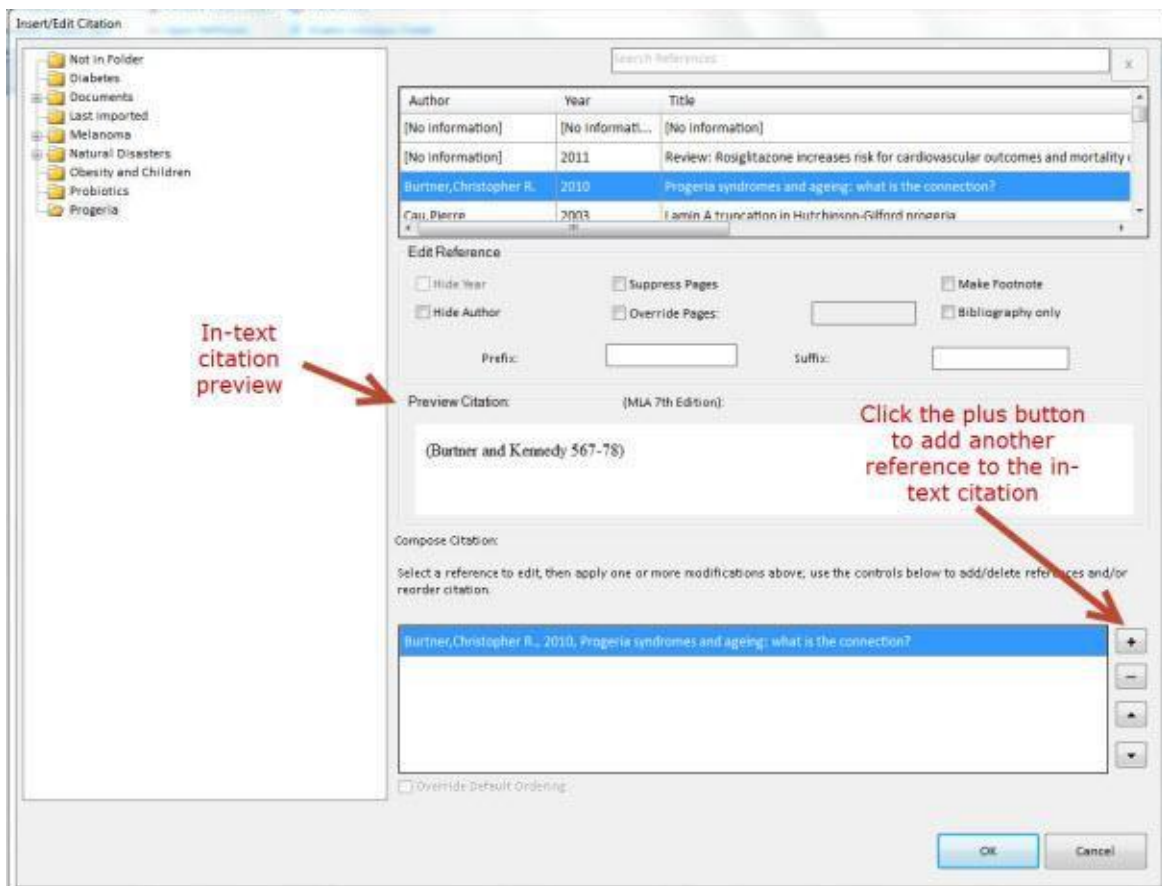 Insert/Edit Citation
Not In Folder
Diabetes
Documents
Last imported
Melanoma
Natural Disasters
Obesity and Children
Probiotics
Progeria
Search References
x
Author Year Title
[No information] [No informati... [No information]
[No information] 2011 Review: Rosiglitazone increases risk for cardiovascular outcomes and mortality
Burtner,Christopher R. 2010 Progeria syndromes and ageing: what is the connection?
Cau,Pierre 2003 Lamin A truncation in Hutchinson-Gilford progeria
Edit Reference
Hide Year Suppress Pages Make Footnote
Hide Author Override Pages: Bibliography only
Prefix: Suffix:
In-text
citation
preview
Preview Citation: (MLA 7th Edition):
(Burtner and Kennedy 567-78)
Click the plus button
to add another
reference to the in-
text citation
Compose Citation:
Select a reference to edit, then apply one or more modifications above; use the controls below to add/delete references and/or
reorder citation.
Burtner,Christopher R., 2010, Progeria syndromes and ageing: what is the connection?
+
−
Override Default Ordering
OK Cancel